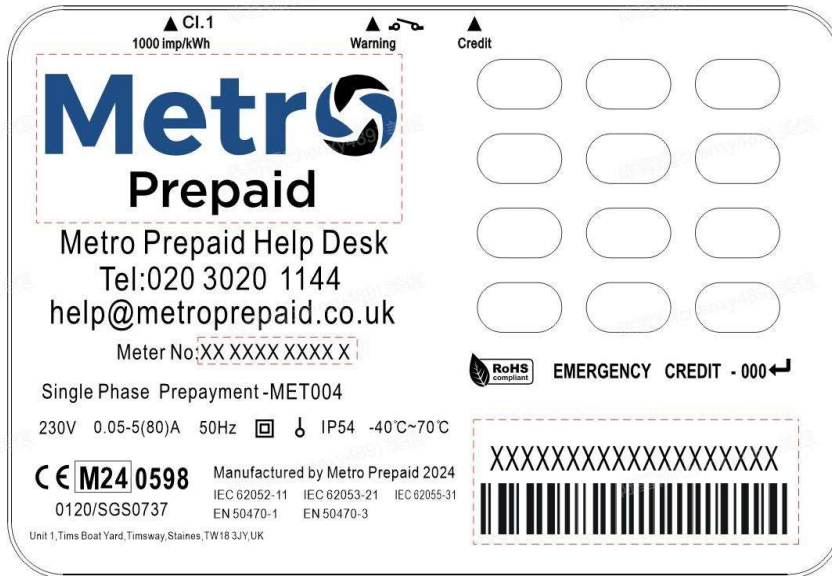 ▲ Cl.1
1000 imp/kWh
▲
Warning
▲
Credit
Metro
Prepaid
Metro Prepaid Help Desk
Tel:020 3020 1144
help@metroprepaid.co.uk
Meter No:XX XXXX XXXX X
Single Phase Prepayment -MET004
230V 0.05-5(80)A 50Hz IP54 -40℃~70℃
CE M24 0598
0120/SGS0737
Manufactured by Metro Prepaid 2024
IEC 62052-11 IEC 62053-21 IEC 62055-31
EN 50470-1 EN 50470-3
Unit 1,Tims Boat Yard,Timsway,Staines,TW18 3JY,UK
RoHS
compliant
EMERGENCY CREDIT - 000↵
XXXXXXXXXXXXXXXXXXX